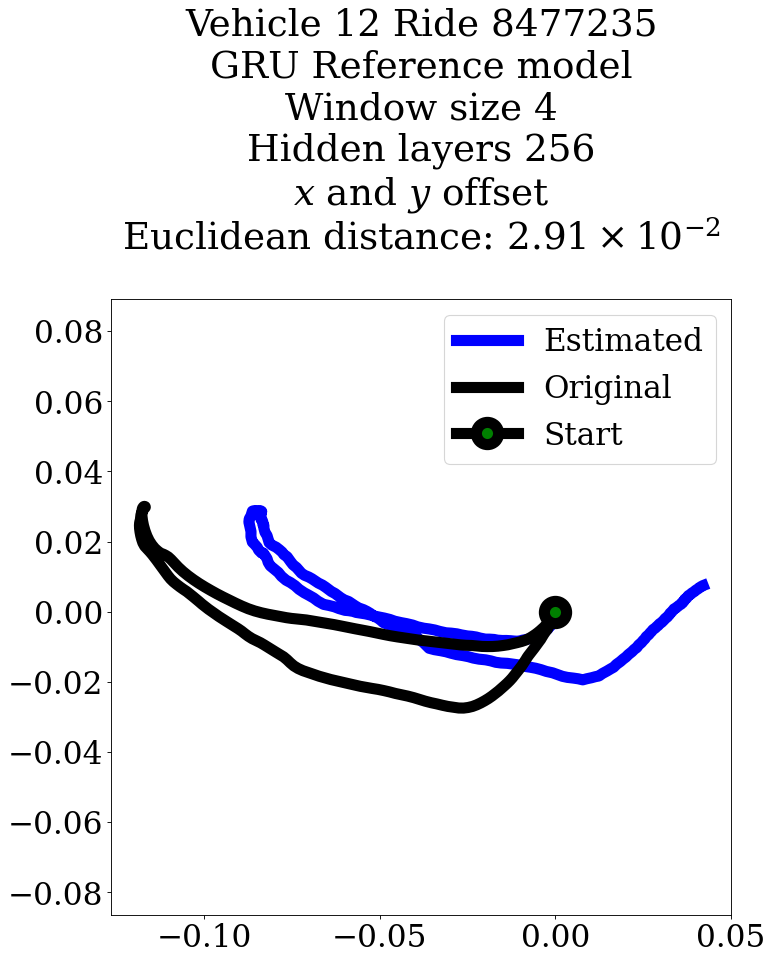 Vehicle 12 Ride 8477235
GRU Reference model
Window size 4
Hidden layers 256
x and y offset
Euclidean distance: 2.91 × 10⁻²
Estimated
Original
Start
0.08
0.06
0.04
0.02
0.00
−0.02
−0.04
−0.06
−0.08
−0.10
−0.05
0.00
0.05